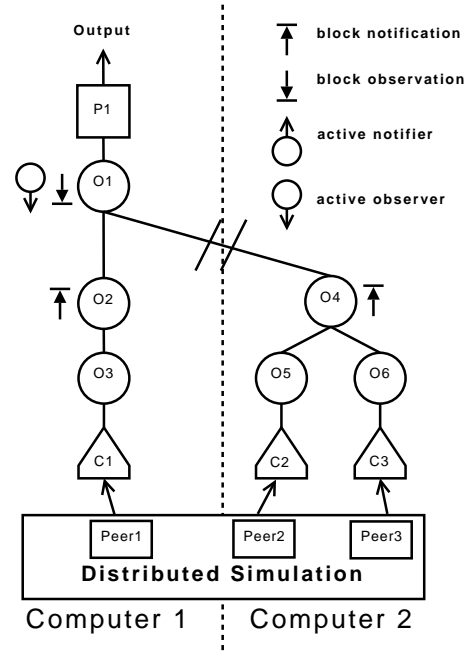 Output
P1
O1
O2
O3
C1
block notification
block observation
active notifier
active observer
O4
O5
O6
C2
C3
Peer1
Peer2
Peer3
Distributed Simulation
Computer 1
Computer 2